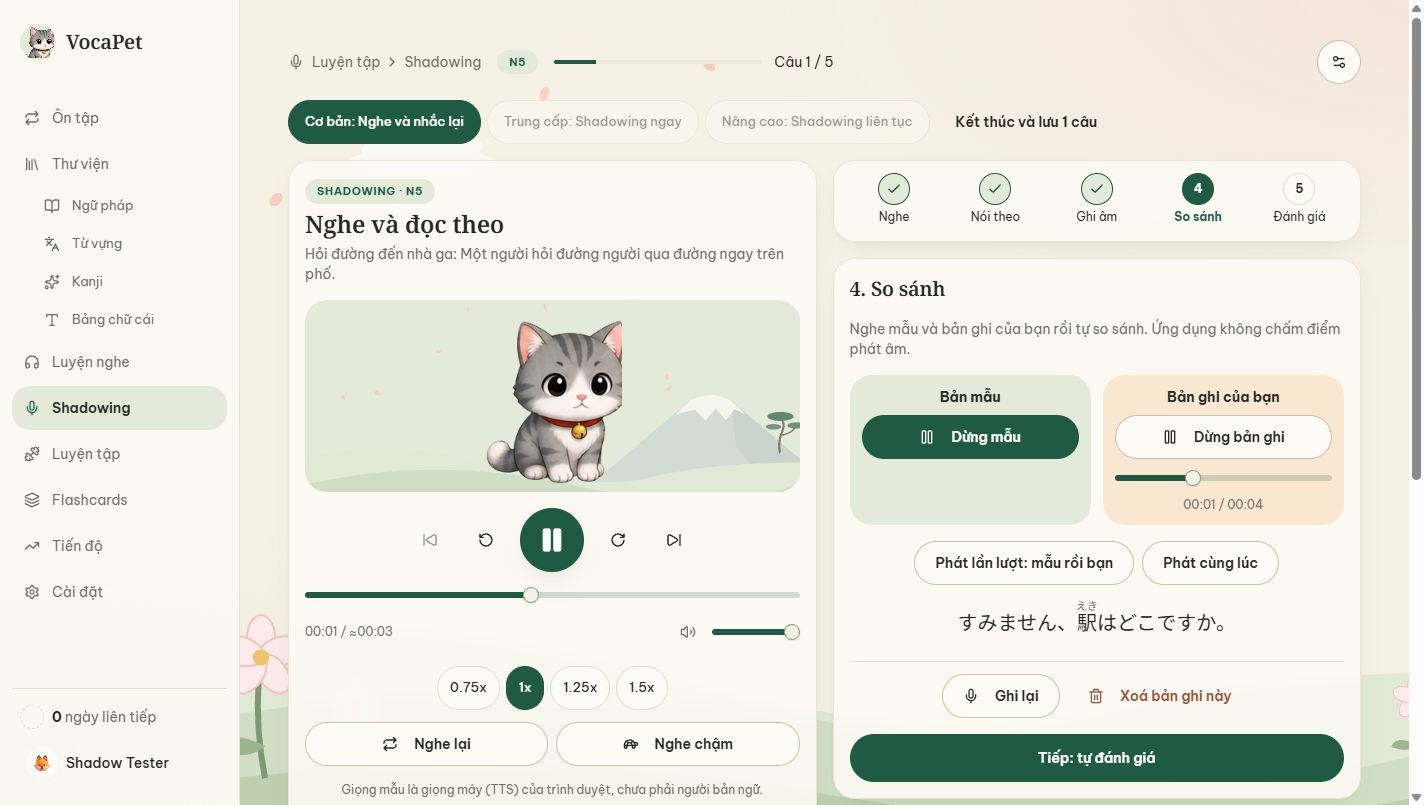 VocaPet
Ôn tập
Thư viện
Ngữ pháp
Từ vựng
Kanji
Bảng chữ cái
Luyện nghe
Shadowing
Luyện tập
Flashcards
Tiến độ
Cài đặt
0 ngày liên tiếp
Shadow Tester
Luyện tập > Shadowing N5 Câu 1 / 5
Cơ bản: Nghe và nhắc lại
Trung cấp: Shadowing ngay
Nâng cao: Shadowing liên tục
Kết thúc và lưu 1 câu
SHADOWING · N5
Nghe và đọc theo
Hỏi đường đến nhà ga: Một người hỏi đường người qua đường ngay trên
phố.
00:01 / ≈00:03
0.75x
1x
1.25x
1.5x
Nghe lại
Nghe chậm
Giọng mẫu là giọng máy (TTS) của trình duyệt, chưa phải người bản ngữ.
Nghe
Nói theo
Ghi âm
4
So sánh
5
Đánh giá
4. So sánh
Nghe mẫu và bản ghi của bạn rồi tự so sánh. Ứng dụng không chấm điểm
phát âm.
Bản mẫu
Dừng mẫu
Bản ghi của bạn
Dừng bản ghi
00:01 / 00:04
Phát lần lượt: mẫu rồi bạn
Phát cùng lúc
えき
すみません、駅はどこですか。
Ghi lại
Xoá bản ghi này
Tiếp: tự đánh giá